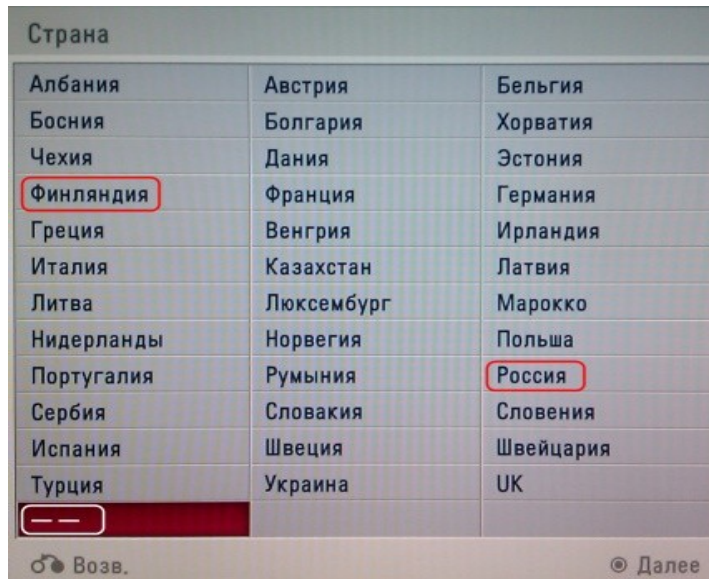 Страна
Албания Австрия Бельгия
Босния Болгария Хорватия
Чехия Дания Эстония
Финляндия Франция Германия
Греция Венгрия Ирландия
Италия Казахстан Латвия
Литва Люксембург Марокко
Нидерланды Норвегия Польша
Португалия Румыния Россия
Сербия Словакия Словения
Испания Швеция Швейцария
Турция Украина UK
— —
Возв. Далее